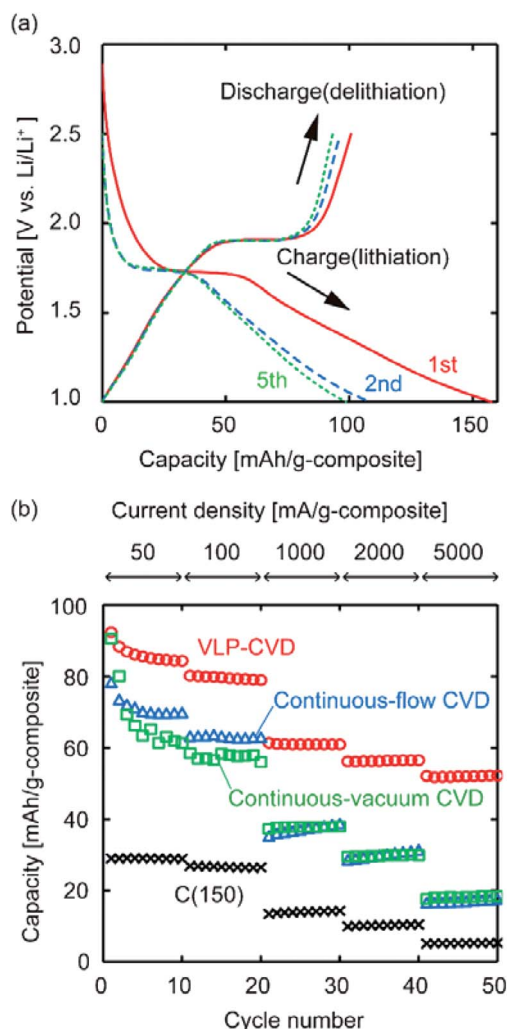 (a)
3.0
2.5
2.0
1.5
1.0
Potential [V vs. Li/Li⁺]
Discharge(delithiation)
Charge(lithiation)
1st
2nd
5th
0
50
100
150
Capacity [mAh/g-composite]
(b)
Current density [mA/g-composite]
50
100
1000
2000
5000
100
80
60
40
20
0
Capacity [mAh/g-composite]
VLP-CVD
Continuous-flow CVD
Continuous-vacuum CVD
C(150)
0
10
20
30
40
50
Cycle number